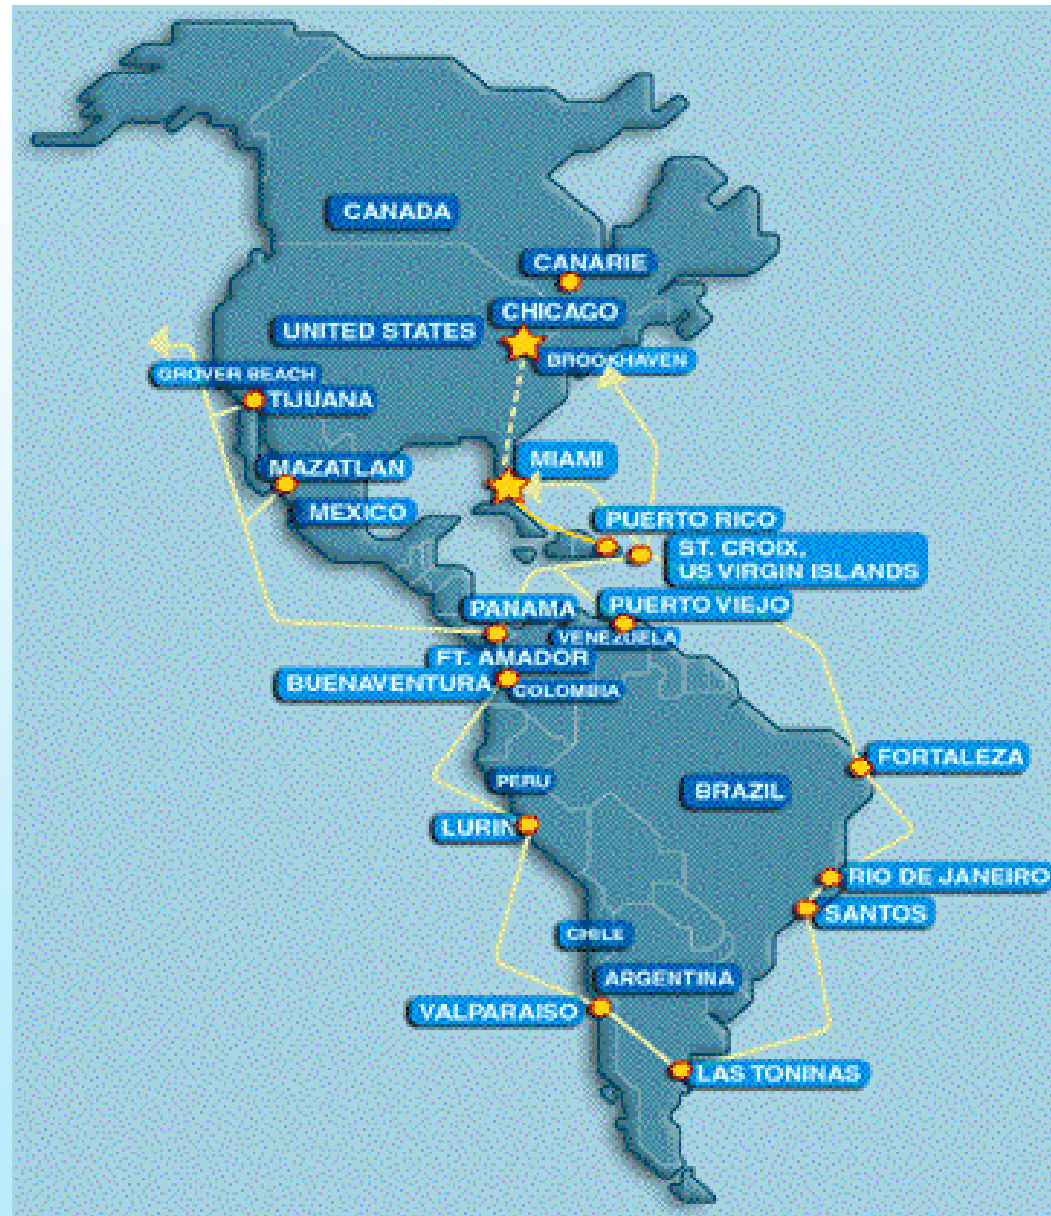 CANADA
CANARIE
CHICAGO
UNITED STATES
BROOKHAVEN
GROVER BEACH
TIJUANA
MIAMI
MAZATLAN
MEXICO
PUERTO RICO
ST. CROIX,
US VIRGIN ISLANDS
PANAMA
PUERTO VIEJO
VENEZUELA
FT. AMADOR
BUENAVENTURA
COLOMBIA
FORTALEZA
PERU
BRAZIL
LURIN
RIO DE JANEIRO
SANTOS
CHILE
ARGENTINA
VALPARAISO
LAS TONINAS